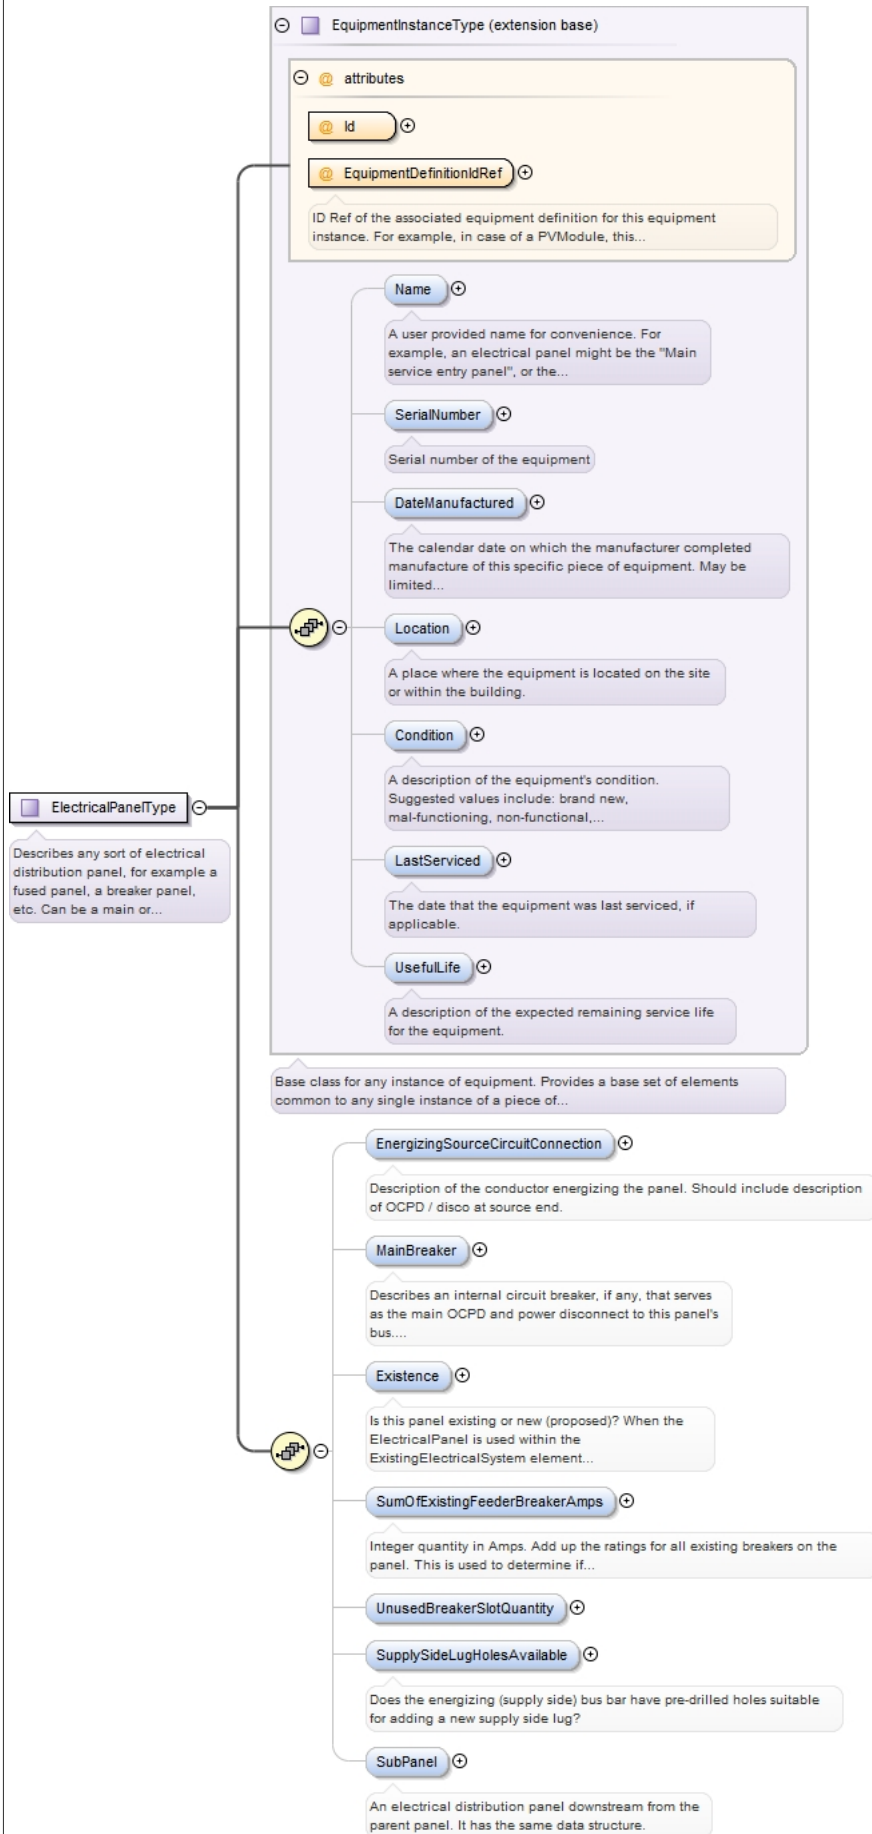 EquipmentInstanceType (extension base)
@ attributes
@ Id
@ EquipmentDefinitionIdRef
ID Ref of the associated equipment definition for this equipment
instance. For example, in case of a PVModule, this...
Name
A user provided name for convenience. For
example, an electrical panel might be the "Main
service entry panel", or the...
SerialNumber
Serial number of the equipment
DateManufactured
The calendar date on which the manufacturer completed
manufacture of this specific piece of equipment. May be
limited...
Location
A place where the equipment is located on the site
or within the building.
Condition
A description of the equipment's condition.
Suggested values include: brand new,
mal-functioning, non-functional,...
ElectricalPanelType
Describes any sort of electrical
distribution panel, for example a
fused panel, a breaker panel,
etc. Can be a main or...
LastServiced
The date that the equipment was last serviced, if
applicable.
UsefulLife
A description of the expected remaining service life
for the equipment.
Base class for any instance of equipment. Provides a base set of elements
common to any single instance of a piece of...
EnergizingSourceCircuitConnection
Description of the conductor energizing the panel. Should include description
of OCPD / disco at source end.
MainBreaker
Describes an internal circuit breaker, if any, that serves
as the main OCPD and power disconnect to this panel's
bus....
Existence
Is this panel existing or new (proposed)? When the
ElectricalPanel is used within the
ExistingElectricalSystem element...
SumOfExistingFeederBreakerAmps
Integer quantity in Amps. Add up the ratings for all existing breakers on the
panel. This is used to determine if...
UnusedBreakerSlotQuantity
SupplySideLugHolesAvailable
Does the energizing (supply side) bus bar have pre-drilled holes suitable
for adding a new supply side lug?
SubPanel
An electrical distribution panel downstream from the
parent panel. It has the same data structure.